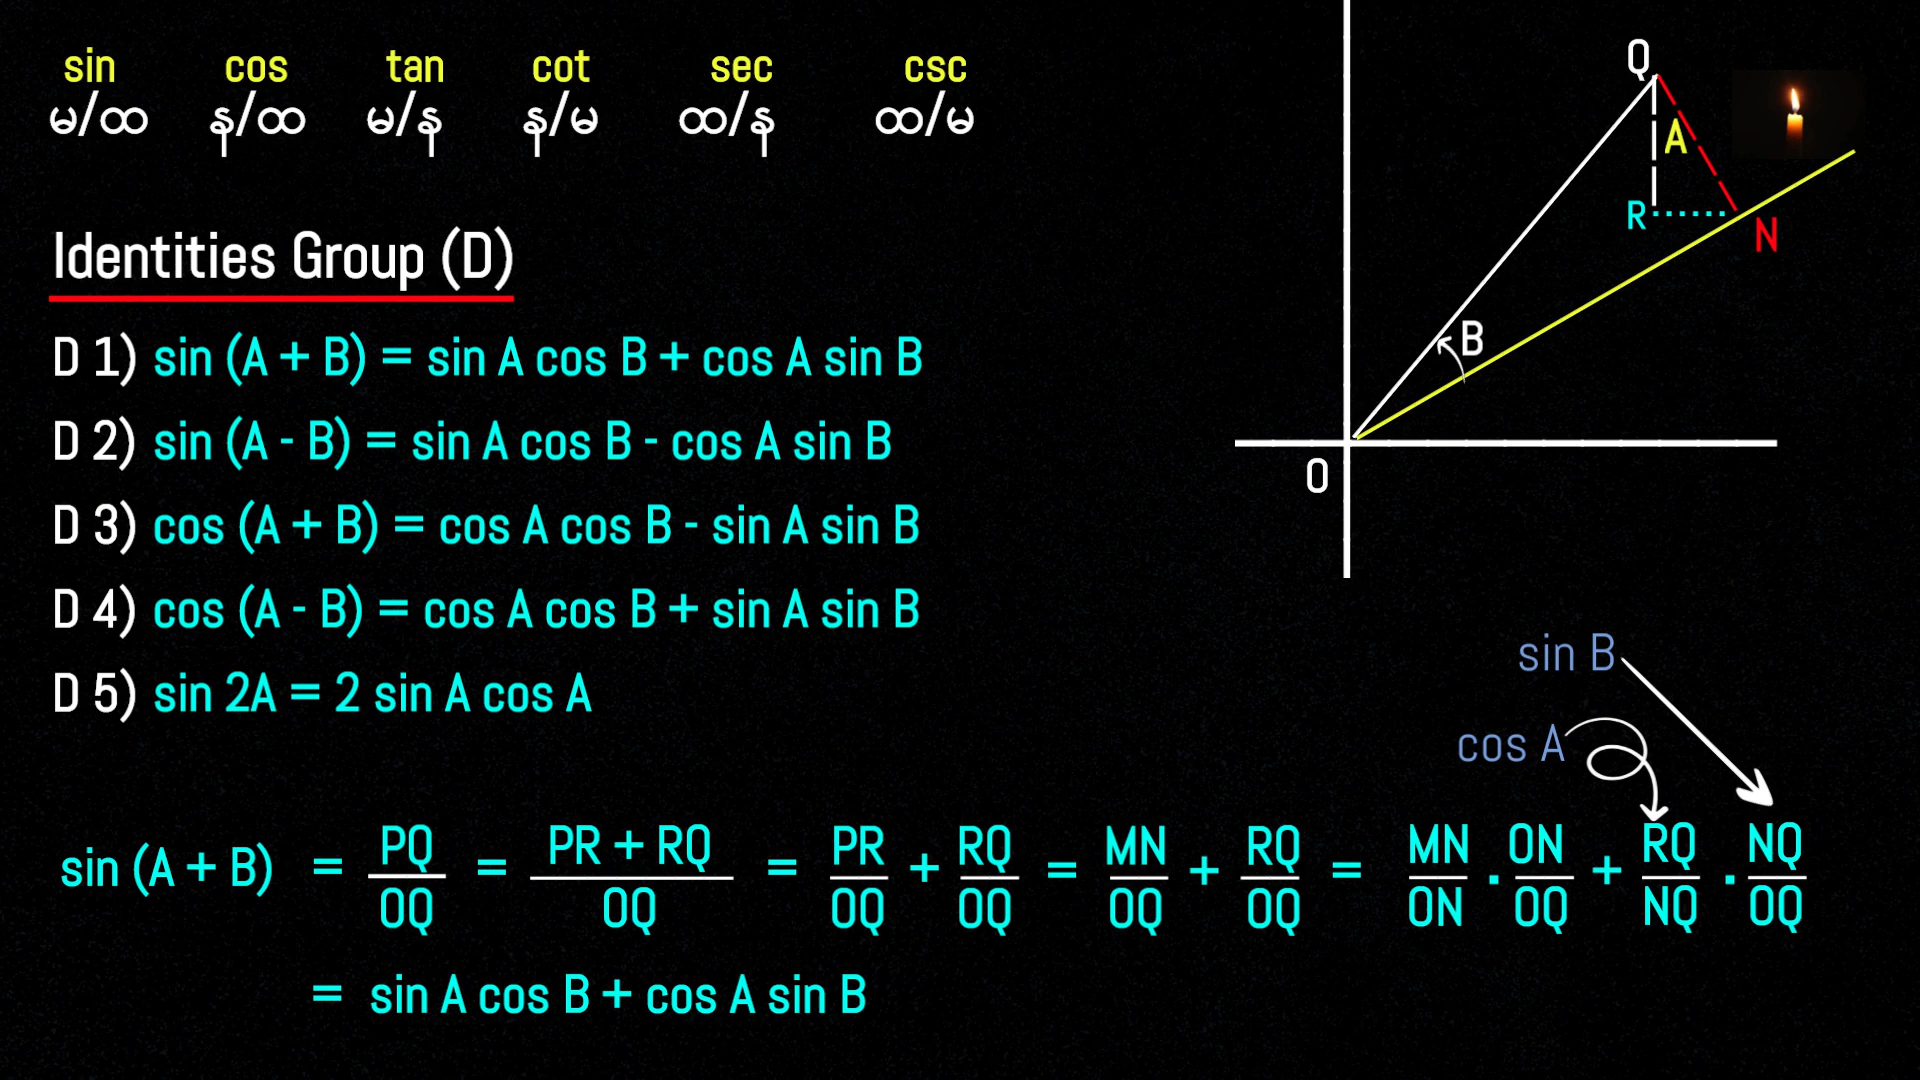 sin cos tan cot sec csc
မ/ထ န/ထ မ/န န/မ ထ/န ထ/မ
Identities Group (D)
D 1) sin (A + B) = sin A cos B + cos A sin B
D 2) sin (A - B) = sin A cos B - cos A sin B
D 3) cos (A + B) = cos A cos B - sin A sin B
D 4) cos (A - B) = cos A cos B + sin A sin B
D 5) sin 2A = 2 sin A cos A
Q
A
R
N
B
O
sin B
cos A
sin (A + B) = PQ/OQ = PR + RQ/OQ = PR/OQ + RQ/OQ = MN/OQ + RQ/OQ = MN/ON . ON/OQ + RQ/NQ . NQ/OQ
= sin A cos B + cos A sin B